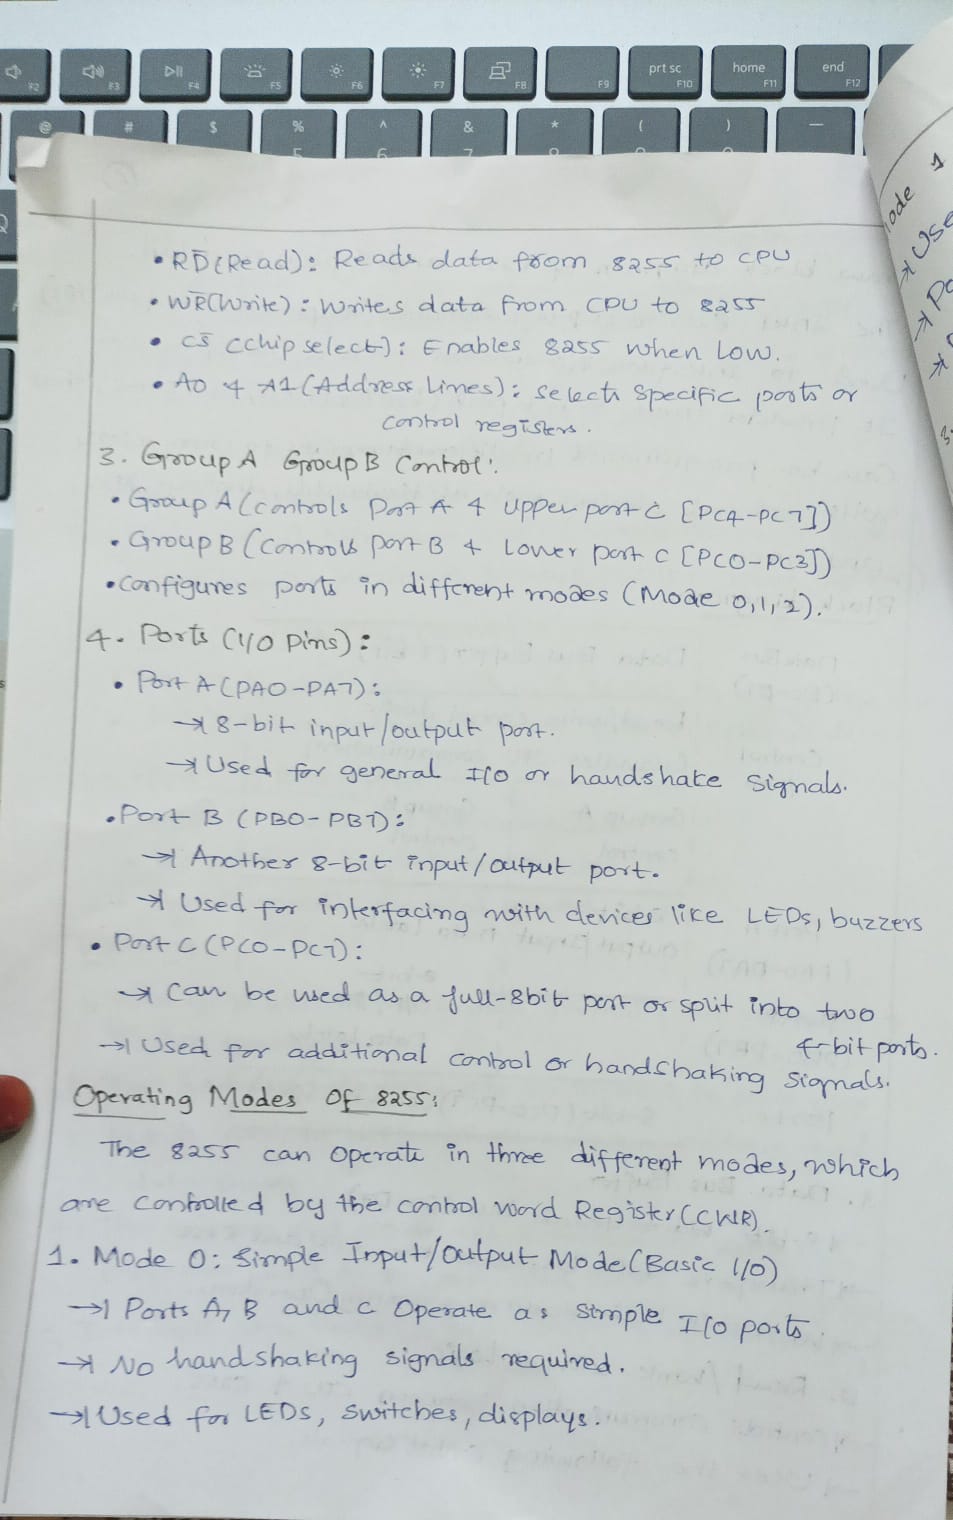 F2 F3 F4 F5 F6 F7 F8 F9 prt sc F10 home F11 end F12
@ # $ % ^ & * ( ) —
5 6 7
• RD̅ (Read): Reads data from 8255 to CPU
• WR̅(Write): Writes data from CPU to 8255
• CS̅ (chip select): Enables 8255 when Low.
• A0 & A1 (Address Lines): Selects specific ports or
control registers.
3. Group A Group B Control:
• Group A (controls Port A & Upper port C [PC4-PC7])
• Group B (Controls port B & Lower port C [PC0-PC3])
• Configures ports in different modes (Mode 0,1,2).
4. Ports (I/O Pins):
• Port A (PA0-PA7):
→ 8-bit input/output port.
→ Used for general I/O or handshake signals.
• Port B (PB0-PB7):
→ Another 8-bit input/output port.
→ Used for interfacing with devices like LEDs, buzzers
• Port C (PC0-PC7):
→ Can be used as a full-8bit port or split into two
4-bit ports.
→ Used for additional control or handshaking signals.
Operating Modes Of 8255:
The 8255 can Operate in three different modes, which
are controlled by the control word Register (CWR).
1. Mode 0: Simple Input/Output Mode (Basic I/O)
→ Ports A, B and C Operate as Simple I/O ports.
→ No handshaking signals required.
→ Used for LEDs, switches, displays.
ode 1
→ Use
→ Po
→
3.